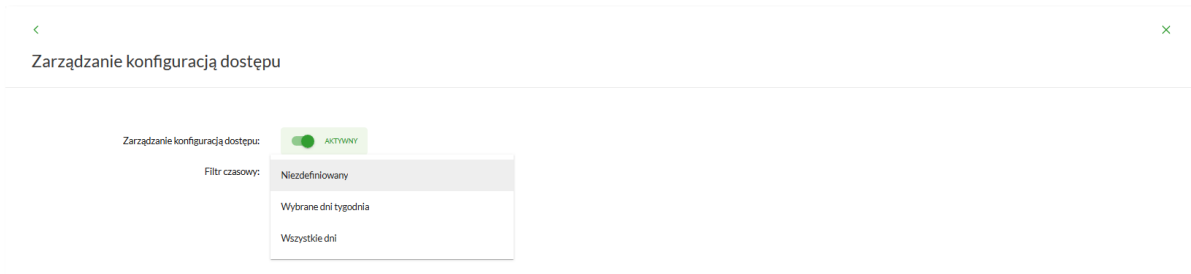 Zarządzanie konfiguracją dostępu
Zarządzanie konfiguracją dostępu:
AKTYWNY
Filtr czasowy:
Niezdefiniowany
Wybrane dni tygodnia
Wszystkie dni